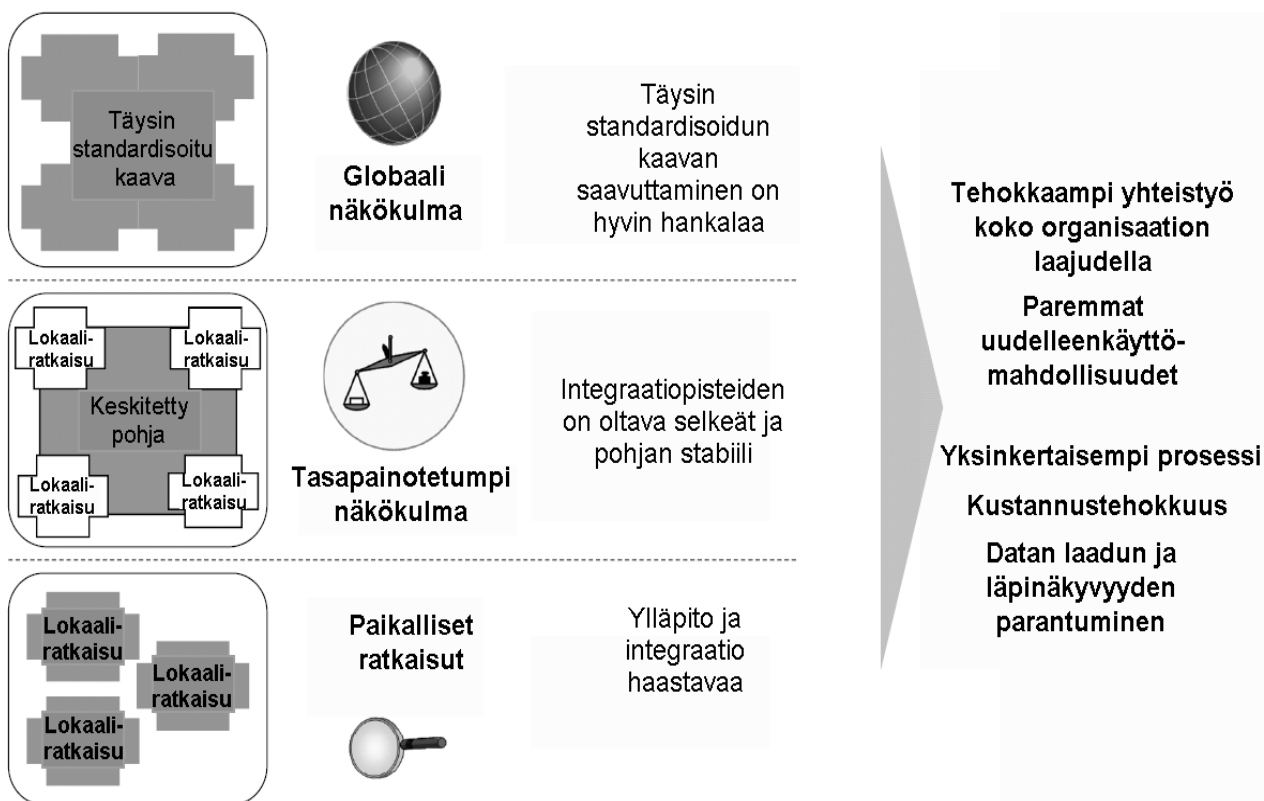 Täysin
standardisoitu
kaava
Globaali
näkökulma
Täysin
standardisoidun
kaavan
saavuttaminen on
hyvin hankalaa
Lokaali-
ratkaisu
Lokaali-
ratkaisu
Keskitetty
pohja
Lokaali-
ratkaisu
Lokaali-
ratkaisu
Tasapainotetumpi
näkökulma
Integraatiopisteiden
on oltava selkeät ja
pohjan stabiili
Lokaali-
ratkaisu
Lokaali-
ratkaisu
Lokaali-
ratkaisu
Paikalliset
ratkaisut
Ylläpito ja
integraatio
haastavaa
Tehokkaampi yhteistyö
koko organisaation
laajudella
Paremmat
uudelleenkäyttö-
mahdollisuudet
Yksinkertaisempi prosessi
Kustannustehokkuus
Datan laadun ja
läpinäkyvyyden
parantuminen